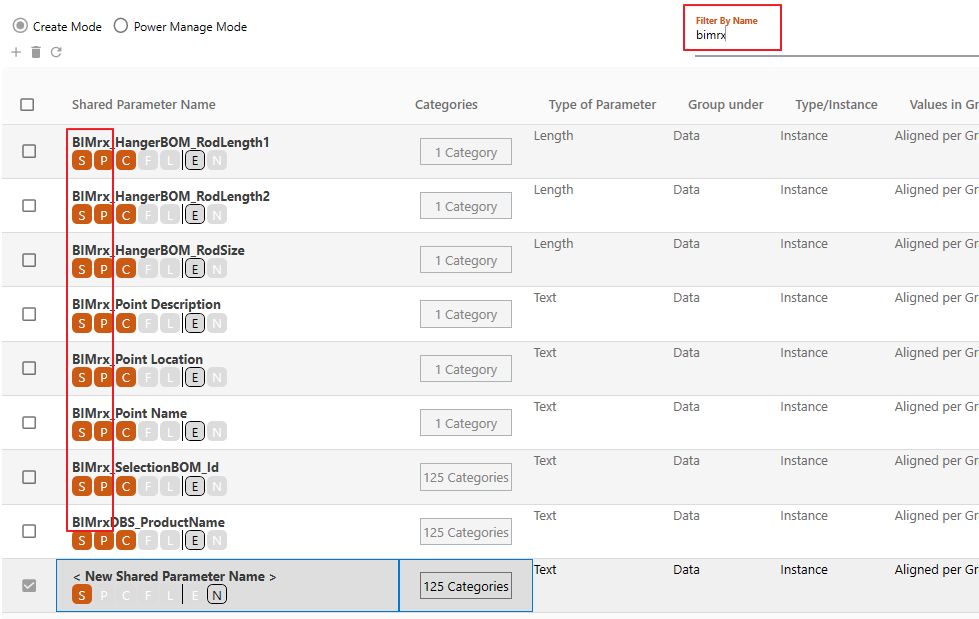 Create Mode Power Manage Mode
Filter By Name
bimrx
Shared Parameter Name Categories Type of Parameter Group under Type/Instance Values in Gr
BIMrx_HangerBOM_RodLength1 1 Category Length Data Instance Aligned per Gr
S P C F L E N
BIMrx_HangerBOM_RodLength2 1 Category Length Data Instance Aligned per Gr
S P C F L E N
BIMrx_HangerBOM_RodSize 1 Category Length Data Instance Aligned per Gr
S P C F L E N
BIMrx_Point Description 1 Category Text Data Instance Aligned per Gr
S P C F L E N
BIMrx_Point Location 1 Category Text Data Instance Aligned per Gr
S P C F L E N
BIMrx_Point Name 1 Category Text Data Instance Aligned per Gr
S P C F L E N
BIMrx_SelectionBOM_Id 125 Categories Text Data Instance Aligned per Gr
S P C F L E N
BIMrxDBS_ProductName 125 Categories Text Data Instance Aligned per Gr
S P C F L E N
< New Shared Parameter Name > 125 Categories Text Data Instance Aligned per Gr
S P C F L E N